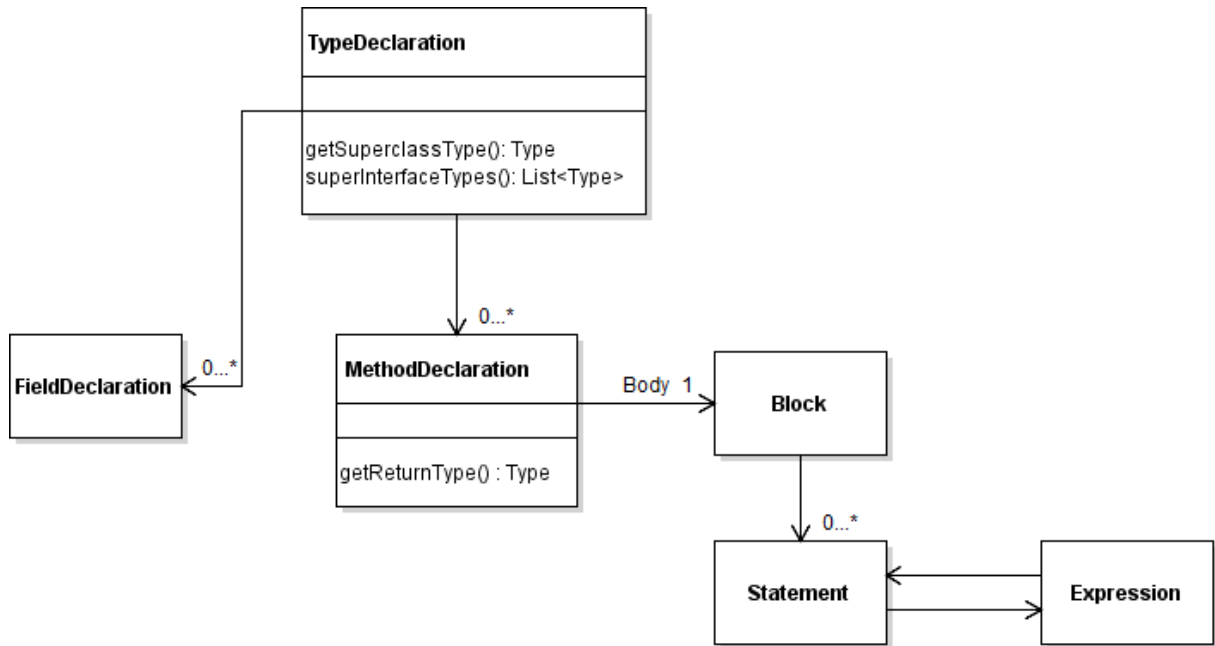 TypeDeclaration
getSuperclassType(): Type
superInterfaceTypes(): List<Type>
0...*
0...*
FieldDeclaration
MethodDeclaration
getReturnType() : Type
Body 1
Block
0...*
Statement
Expression